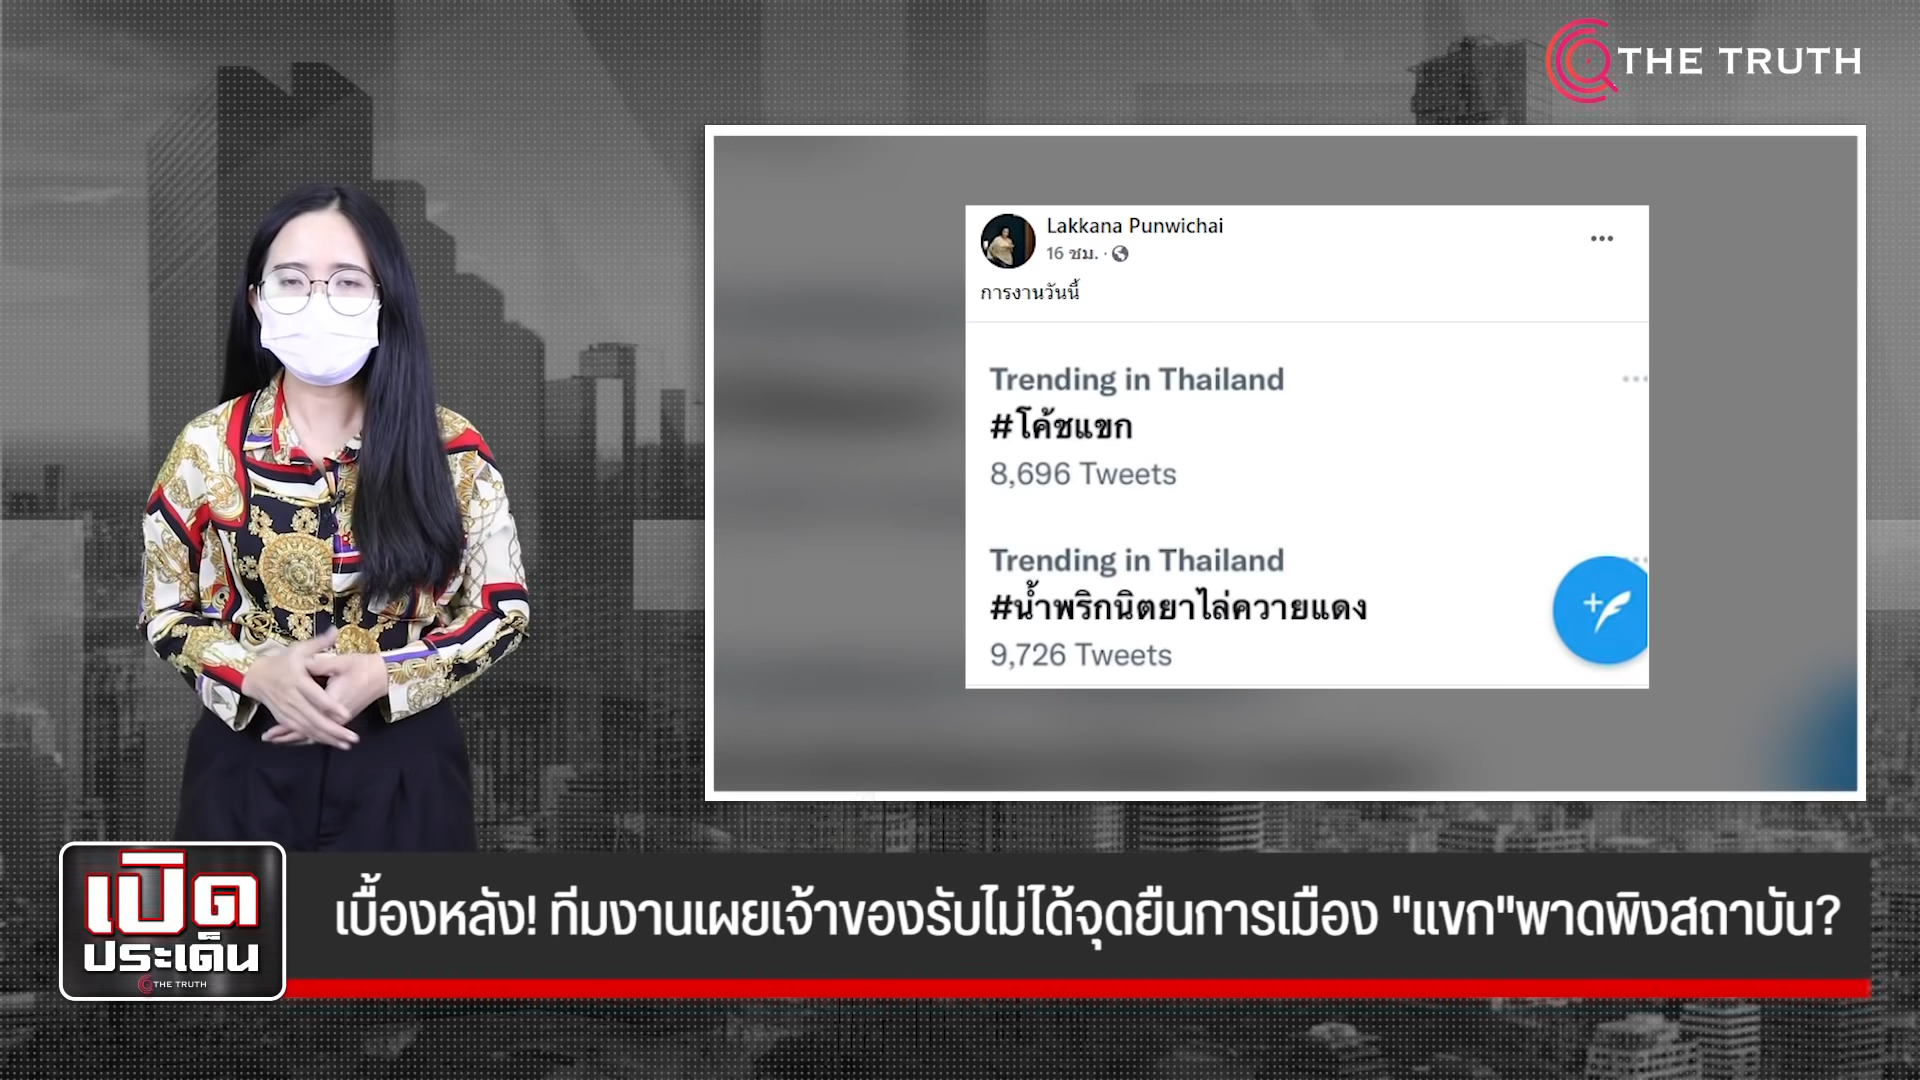 THE TRUTH
Lakkana Punwichai
16 ชม.
การงานวันนี้
Trending in Thailand
#โค้ชแขก
8,696 Tweets
Trending in Thailand
#น้ำพริกนิตยาไล่ควายแดง
9,726 Tweets
เปิด
ประเด็น
THE TRUTH
เบื้องหลัง! ทีมงานเผยเจ้าของรับไม่ได้จุดยืนการเมือง "แขก"พาดพิงสถาบัน?